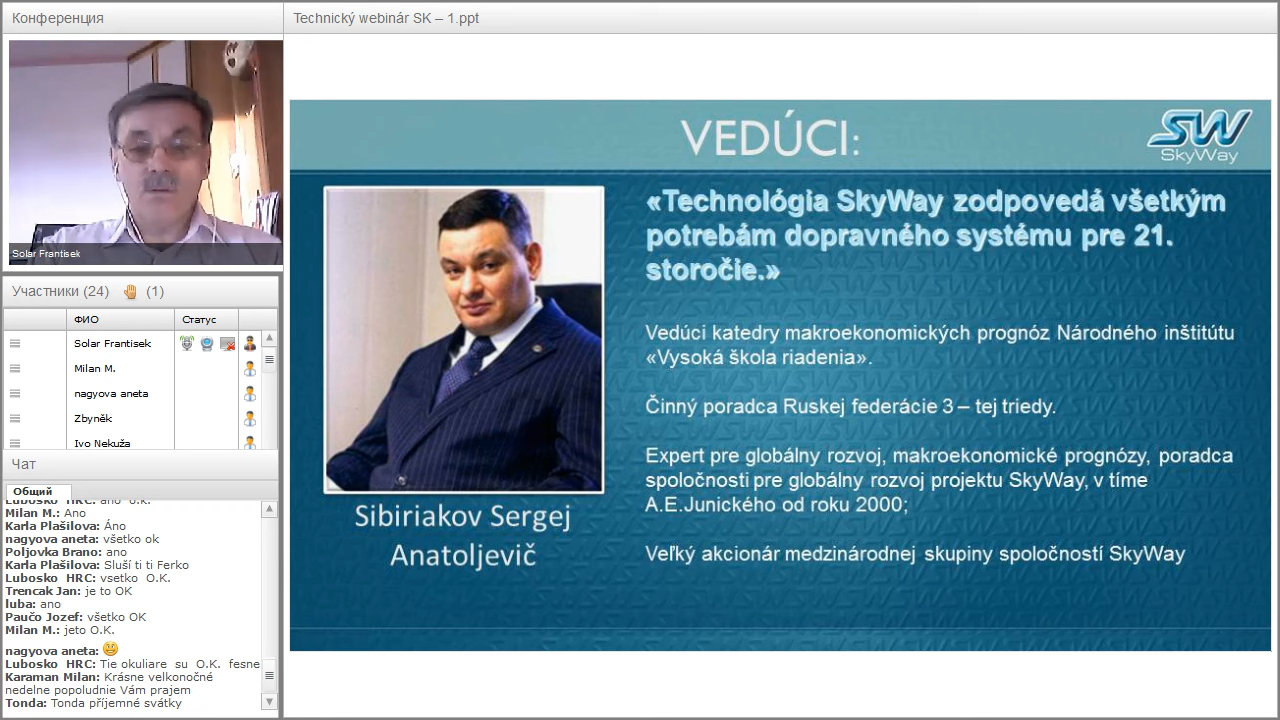 Конференция
Technický webinár SK – 1.ppt
Solar Frantisek
Участники (24) (1)
ФИО Статус
Solar Frantisek
Milan M.
nagyova aneta
Zbyněk
Ivo Nekuža
Чат
Общий
Lubosko HRC: ano o.K.
Milan M.: Ano
Karla Plašilova: Áno
nagyova aneta: všetko ok
Poljovka Brano: ano
Karla Plašilova: Sluší ti ti Ferko
Lubosko HRC: vsetko O.K.
Trencak Jan: je to OK
luba: ano
Paučo Jozef: všetko OK
Milan M.: jeto O.K.
nagyova aneta:
Lubosko HRC: Tie okuliare su O.K. fesne
Karaman Milan: Krásne velkonočné
nedelne popoludnie Vám prajem
Tonda: Tonda příjemné svátky
VEDÚCI:
SW
SkyWay
«Technológia SkyWay zodpovedá všetkým
potrebám dopravného systému pre 21.
storočie.»
Vedúci katedry makroekonomických prognóz Národného inštitútu
«Vysoká škola riadenia».
Činný poradca Ruskej federácie 3 – tej triedy.
Expert pre globálny rozvoj, makroekonomické prognózy, poradca
spoločnosti pre globálny rozvoj projektu SkyWay, v tíme
A.E.Junického od roku 2000;
Veľký akcionár medzinárodnej skupiny spoločností SkyWay
Sibiriakov Sergej
Anatoljevič